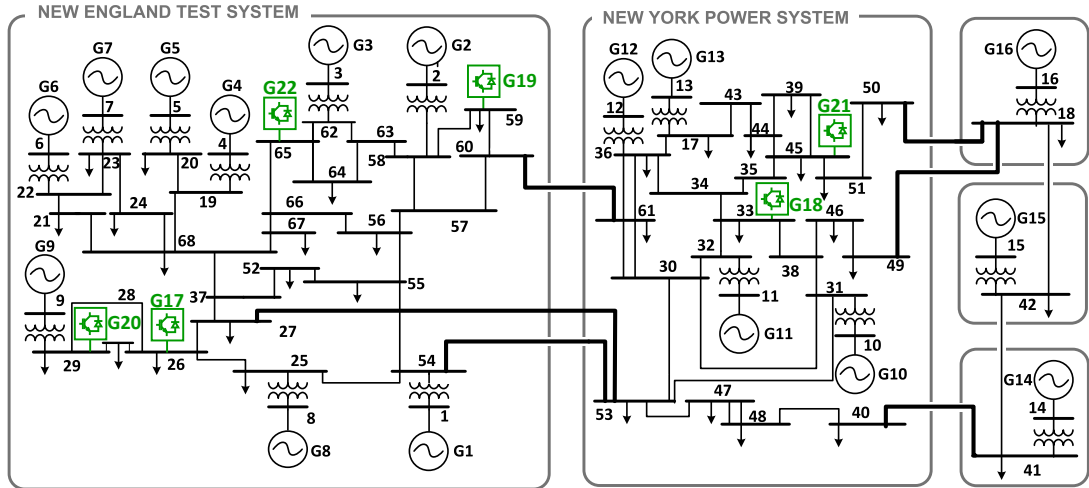 NEW ENGLAND TEST SYSTEM
NEW YORK POWER SYSTEM
G7 G5 G3 G2 G12 G13 G16
G6 G4 G22 G19 G21
3 2 59 13 43 39 50 16 18
7 5 62 63 12 44
6 4 65 58 60 36 17 45
23 20 64 35 51
22 24 19 34 G18 G15
21 66 56 57 61 33 46 15
68 67 32 38 49
G9 52 55 30 31 42
9 28 37 11
G20 G17 27 G11 10
29 26 25 54 G10 G14
8 1 53 47 48 40 14
G8 G1 41